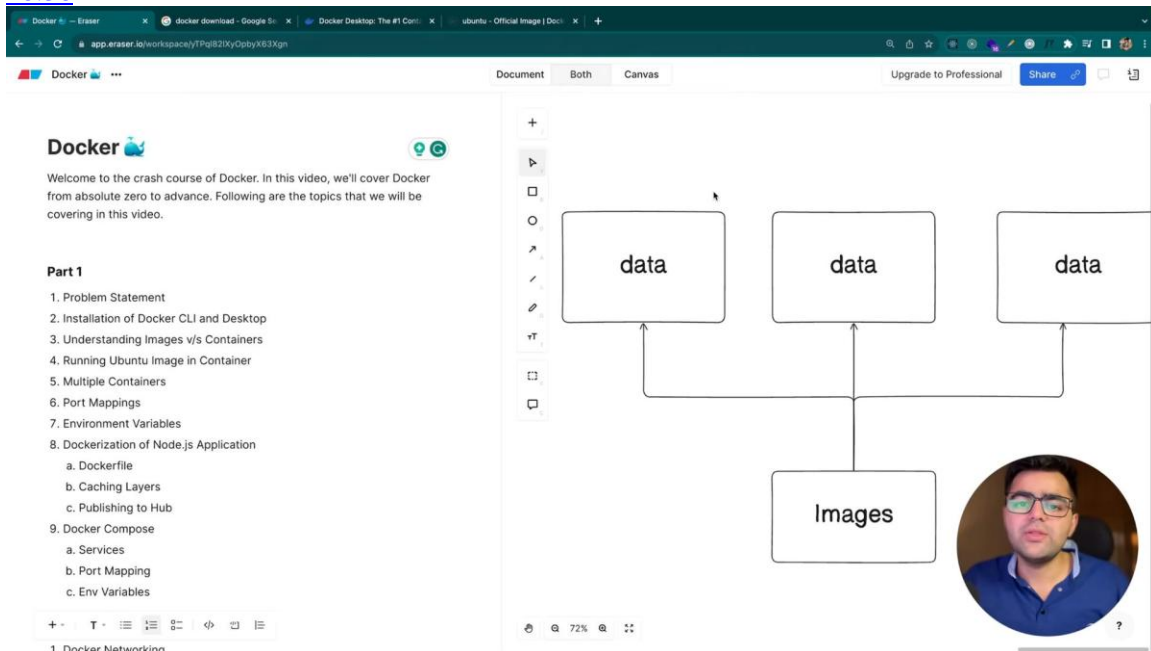 Docker — Eraser
docker download - Google Se
Docker Desktop: The #1 Cont
ubuntu - Official Image | Dock
Docker
Document
Both
Canvas
Upgrade to Professional
Share
Docker
Welcome to the crash course of Docker. In this video, we'll cover Docker
from absolute zero to advance. Following are the topics that we will be
covering in this video.
Part 1
1. Problem Statement
2. Installation of Docker CLI and Desktop
3. Understanding Images v/s Containers
4. Running Ubuntu Image in Container
5. Multiple Containers
6. Port Mappings
7. Environment Variables
8. Dockerization of Node.js Application
a. Dockerfile
b. Caching Layers
c. Publishing to Hub
9. Docker Compose
a. Services
b. Port Mapping
c. Env Variables
1. Docker Networking
data
data
data
Images
72%